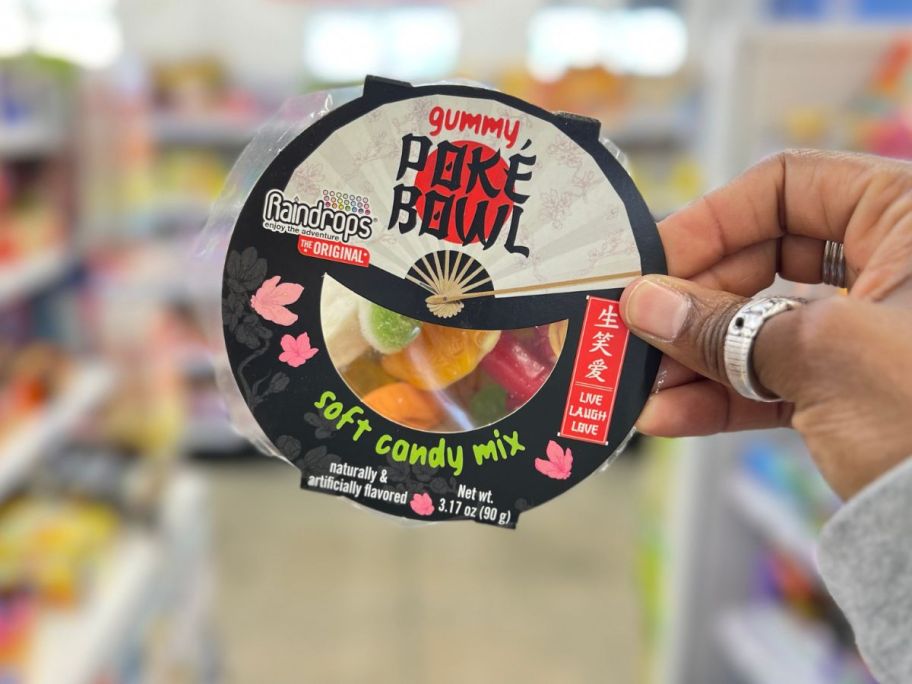 gummy
POKÉ
BOWL
Raindrops®
enjoy the adventure
THE ORIGINAL
生
笑
爱
LIVE
LAUGH
LOVE
soft candy mix
naturally &
artificially flavored
Net wt.
3.17 oz (90 g)